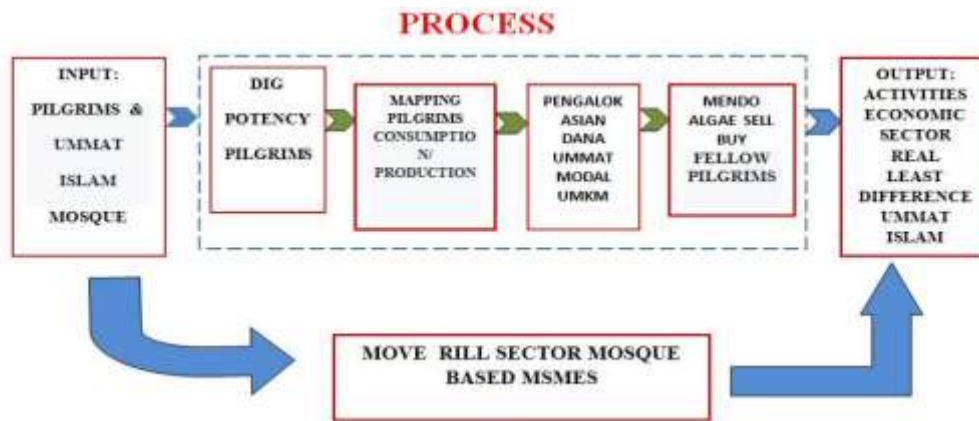 PROCESS
INPUT:
PILGRIMS &
UMMAT
ISLAM
MOSQUE
DIG
POTENCY
PILGRIMS
MAPPING
PILGRIMS
CONSUMPTIO
N/
PRODUCTION
PENGALOK
ASIAN
DANA
UMMAT
MODAL
UMKM
MENDO
ALGAE SELL
BUY
FELLOW
PILGRIMS
OUTPUT:
ACTIVITIES
ECONOMIC
SECTOR
REAL
LEAST
DIFFERENCE
UMMAT
ISLAM
MOVE RILL SECTOR MOSQUE
BASED MSMES